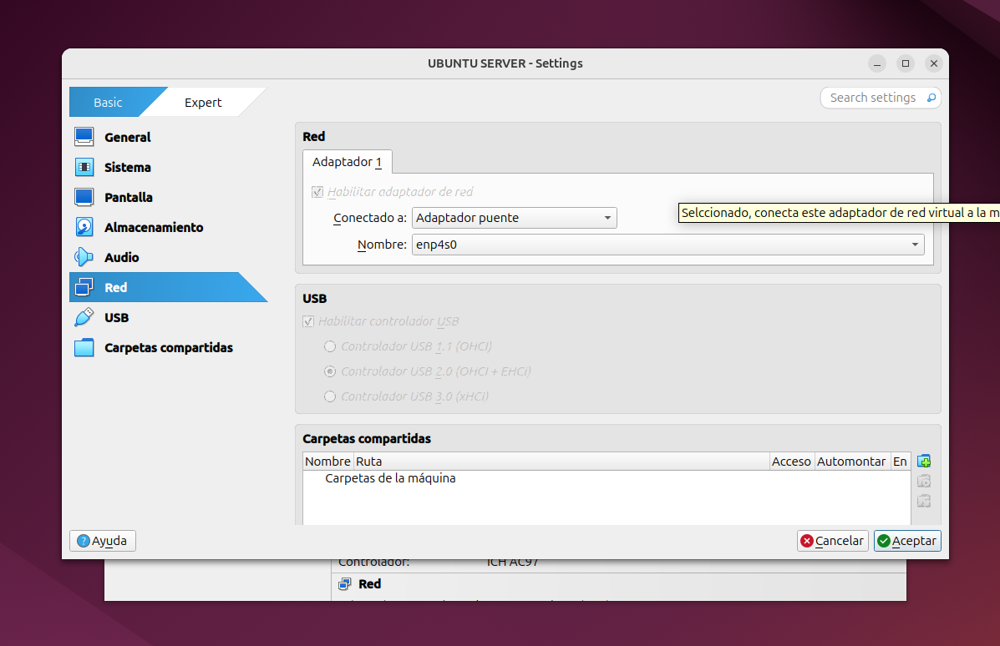 UBUNTU SERVER - Settings
Basic
Expert
Search settings
General
Sistema
Pantalla
Almacenamiento
Audio
Red
USB
Carpetas compartidas
Red
Adaptador 1
Habilitar adaptador de red
Conectado a: Adaptador puente
Selccionado, conecta este adaptador de red virtual a la m
Nombre: enp4s0
USB
Habilitar controlador USB
Controlador USB 1.1 (OHCI)
Controlador USB 2.0 (OHCI + EHCI)
Controlador USB 3.0 (xHCI)
Carpetas compartidas
Nombre Ruta Acceso Automontar En
Carpetas de la máquina
Ayuda
Cancelar
Aceptar
Controlador: ICH AC97
Red